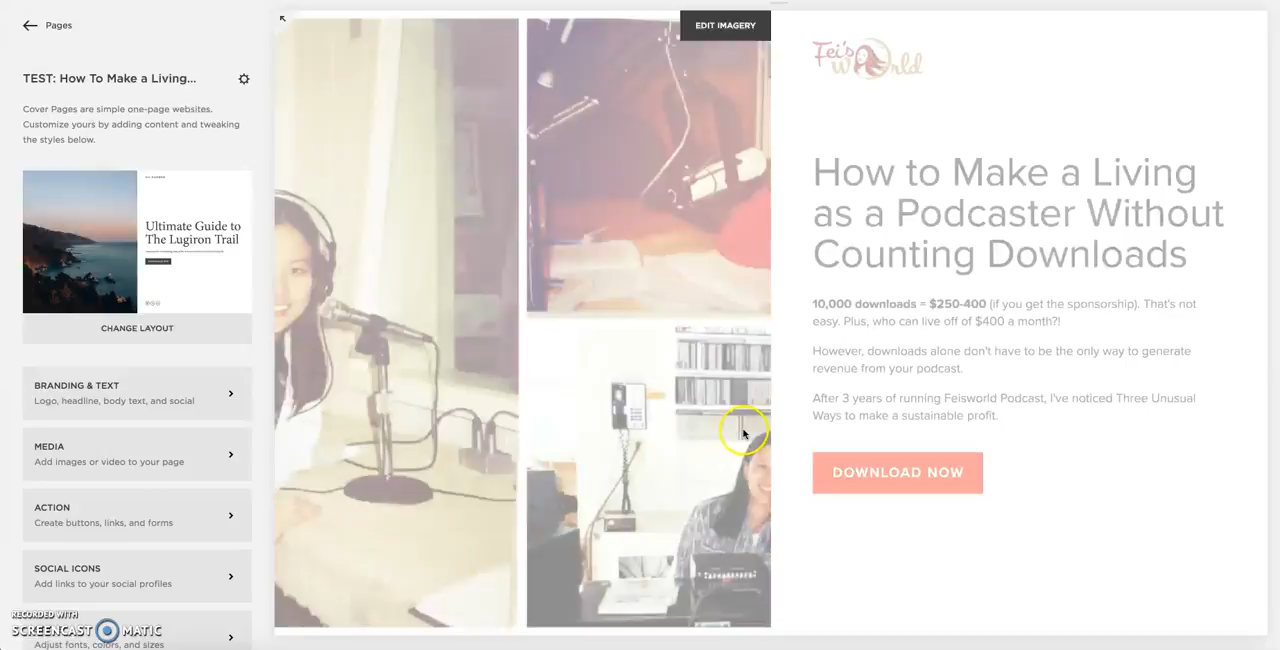 Pages
TEST: How To Make a Living...
Cover Pages are simple one-page websites.
Customize yours by adding content and tweaking
the styles below.
Ultimate Guide to
The Lugiron Trail
CHANGE LAYOUT
BRANDING & TEXT
Logo, headline, body text, and social
MEDIA
Add images or video to your page
ACTION
Create buttons, links, and forms
SOCIAL ICONS
Add links to your social profiles
Adjust fonts, colors, and sizes
RECORDED WITH
SCREENCAST MATIC
EDIT IMAGERY
Fei's
World
How to Make a Living
as a Podcaster Without
Counting Downloads
10,000 downloads = $250-400 (if you get the sponsorship). That's not
easy. Plus, who can live off of $400 a month?!
However, downloads alone don't have to be the only way to generate
revenue from your podcast.
After 3 years of running Feisworld Podcast, I've noticed Three Unusual
Ways to make a sustainable profit.
DOWNLOAD NOW